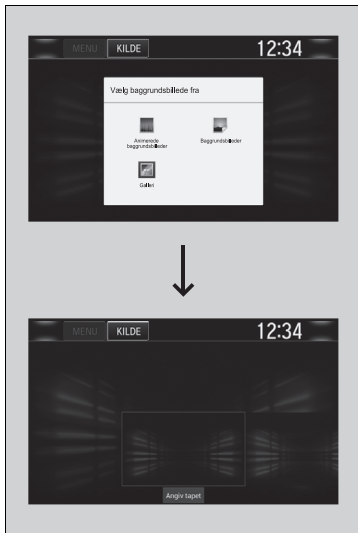 MENU KILDE 12:34
Vælg baggrundsbillede fra
Animerede
baggrundsbilleder
Baggrundsbilleder
Galleri
MENU KILDE 12:34
Angiv tapet